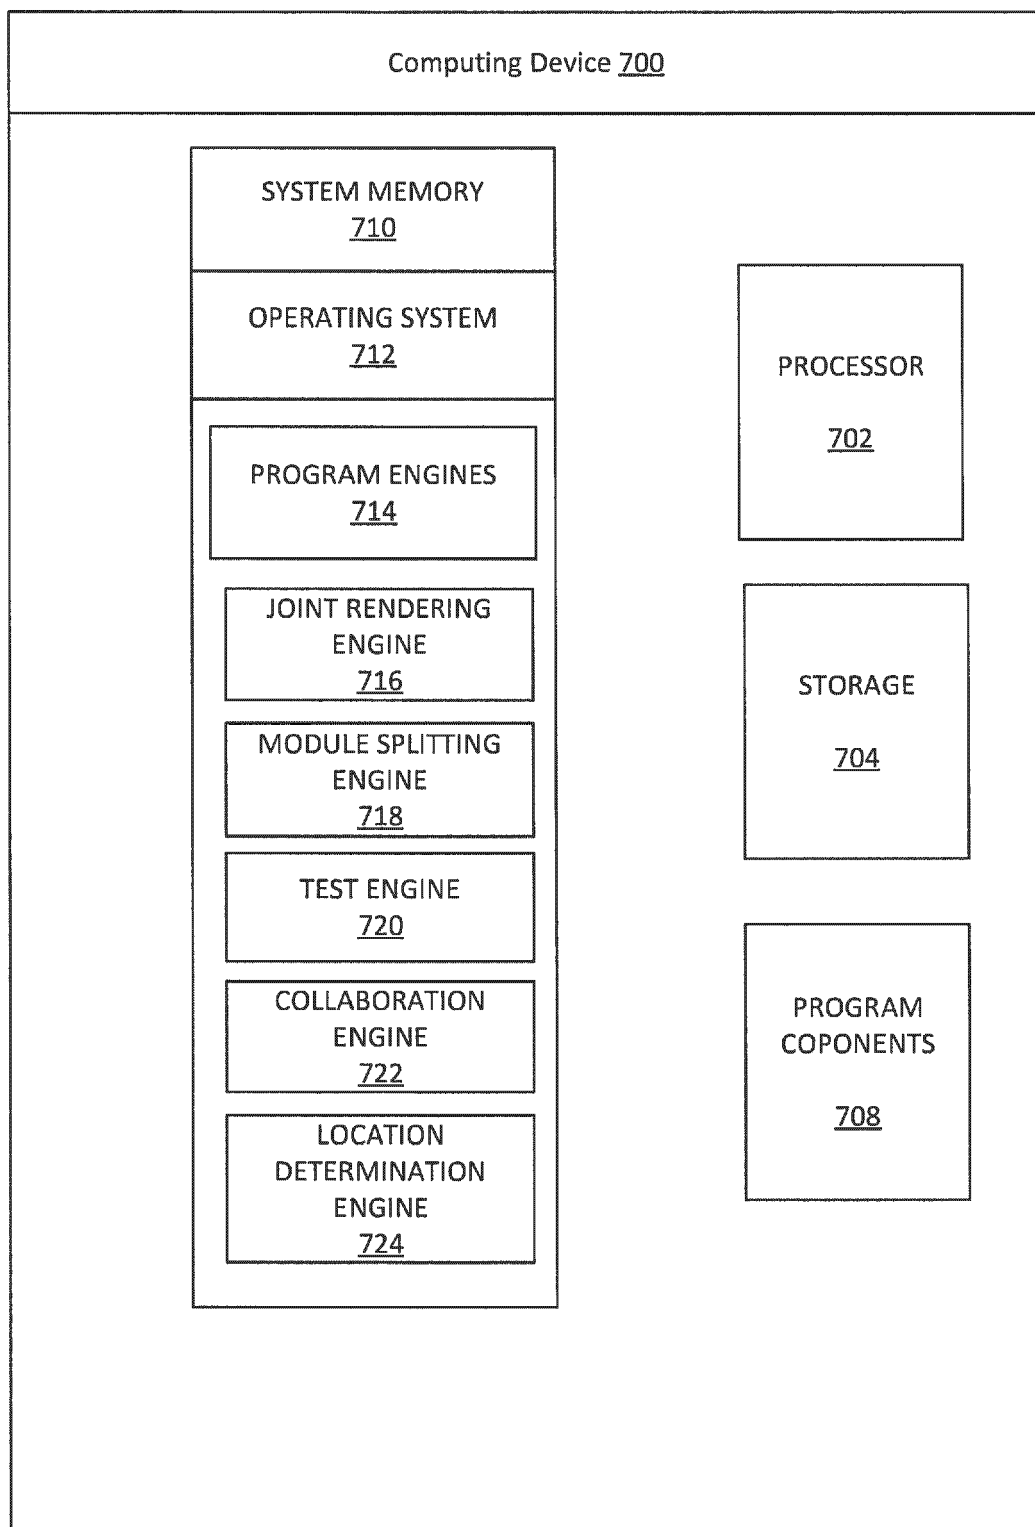 Computing Device 700
SYSTEM MEMORY
710
OPERATING SYSTEM
712
PROGRAM ENGINES
714
JOINT RENDERING
ENGINE
716
MODULE SPLITTING
ENGINE
718
TEST ENGINE
720
COLLABORATION
ENGINE
722
LOCATION
DETERMINATION
ENGINE
724
PROCESSOR
702
STORAGE
704
PROGRAM
COPONENTS
708